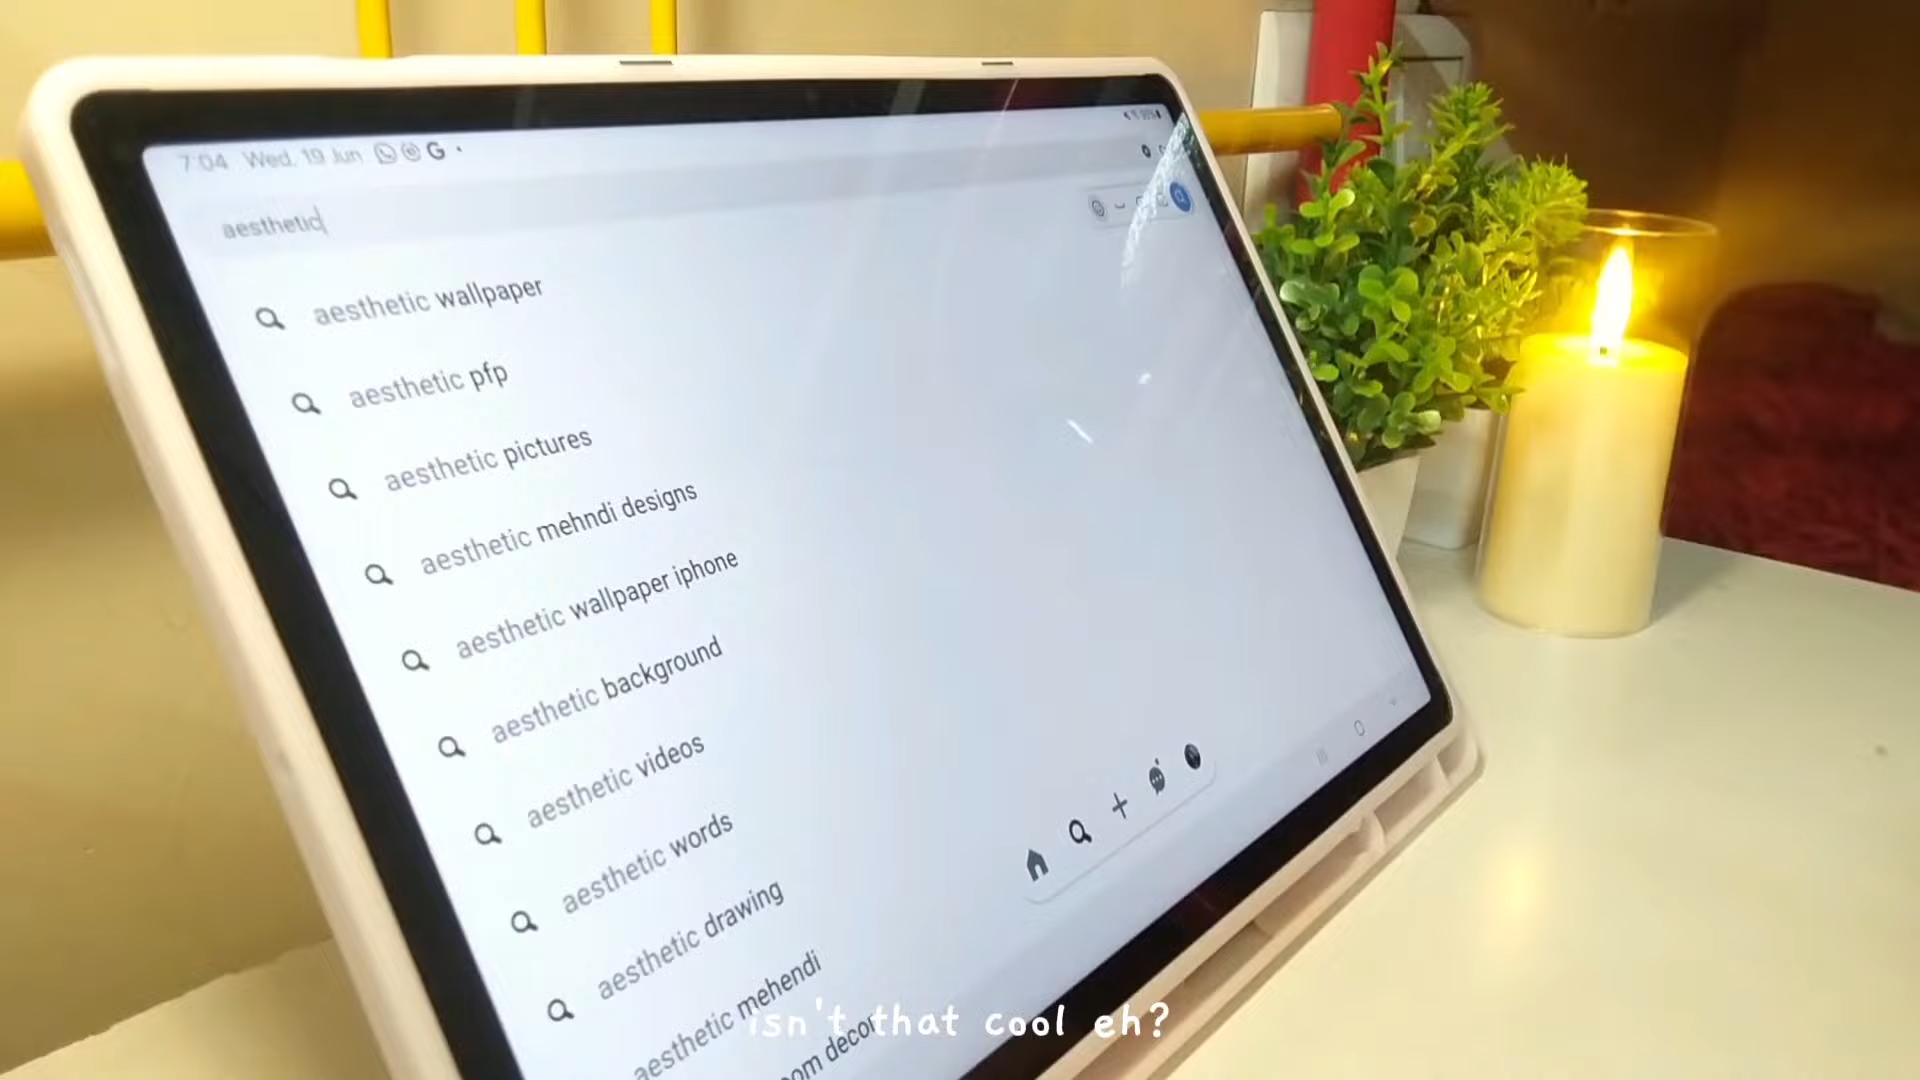 7:04 Wed, 19 Jun G
aesthetic
aesthetic wallpaper
aesthetic pfp
aesthetic pictures
aesthetic mehndi designs
aesthetic wallpaper iphone
aesthetic background
aesthetic videos
aesthetic words
aesthetic drawing
aesthetic mehendi
decor
isn't that cool eh?